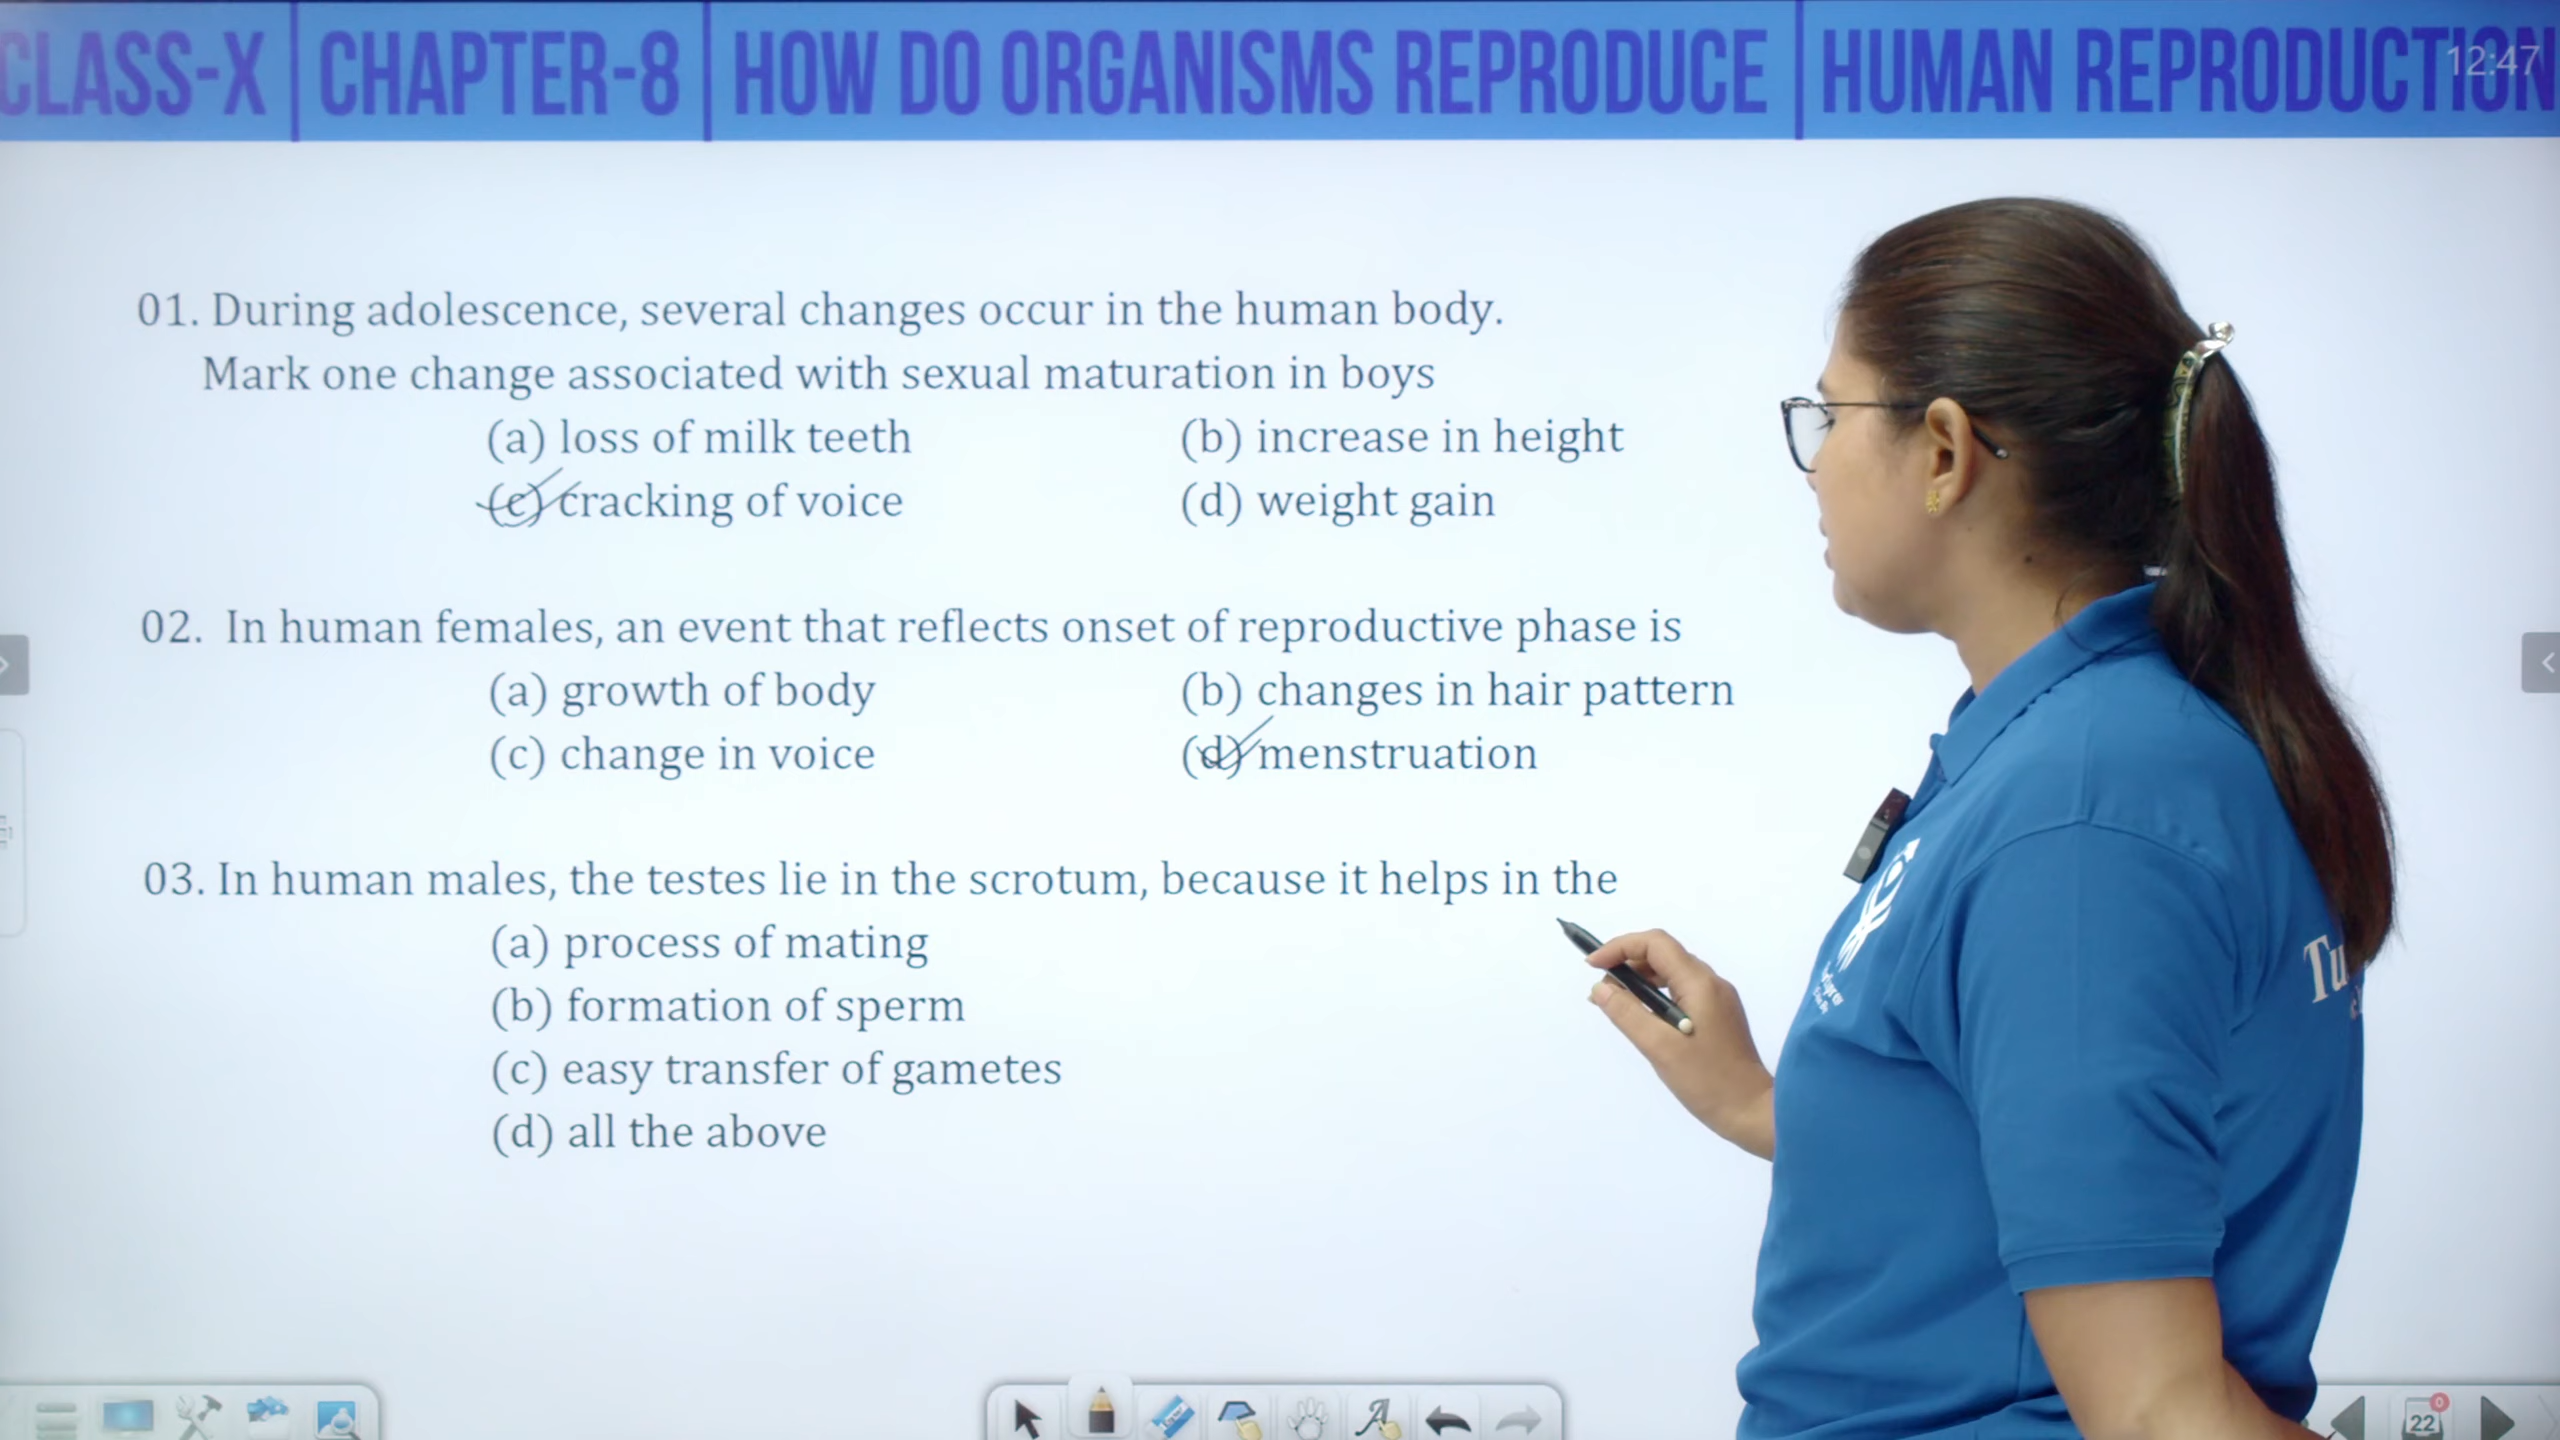 CLASS-X | CHAPTER-8 | HOW DO ORGANISMS REPRODUCE | HUMAN REPRODUCTION
12:47
01. During adolescence, several changes occur in the human body.
Mark one change associated with sexual maturation in boys
(a) loss of milk teeth (b) increase in height
(c) cracking of voice (d) weight gain
02. In human females, an event that reflects onset of reproductive phase is
(a) growth of body (b) changes in hair pattern
(c) change in voice (d) menstruation
03. In human males, the testes lie in the scrotum, because it helps in the
(a) process of mating
(b) formation of sperm
(c) easy transfer of gametes
(d) all the above
Tu
22
0